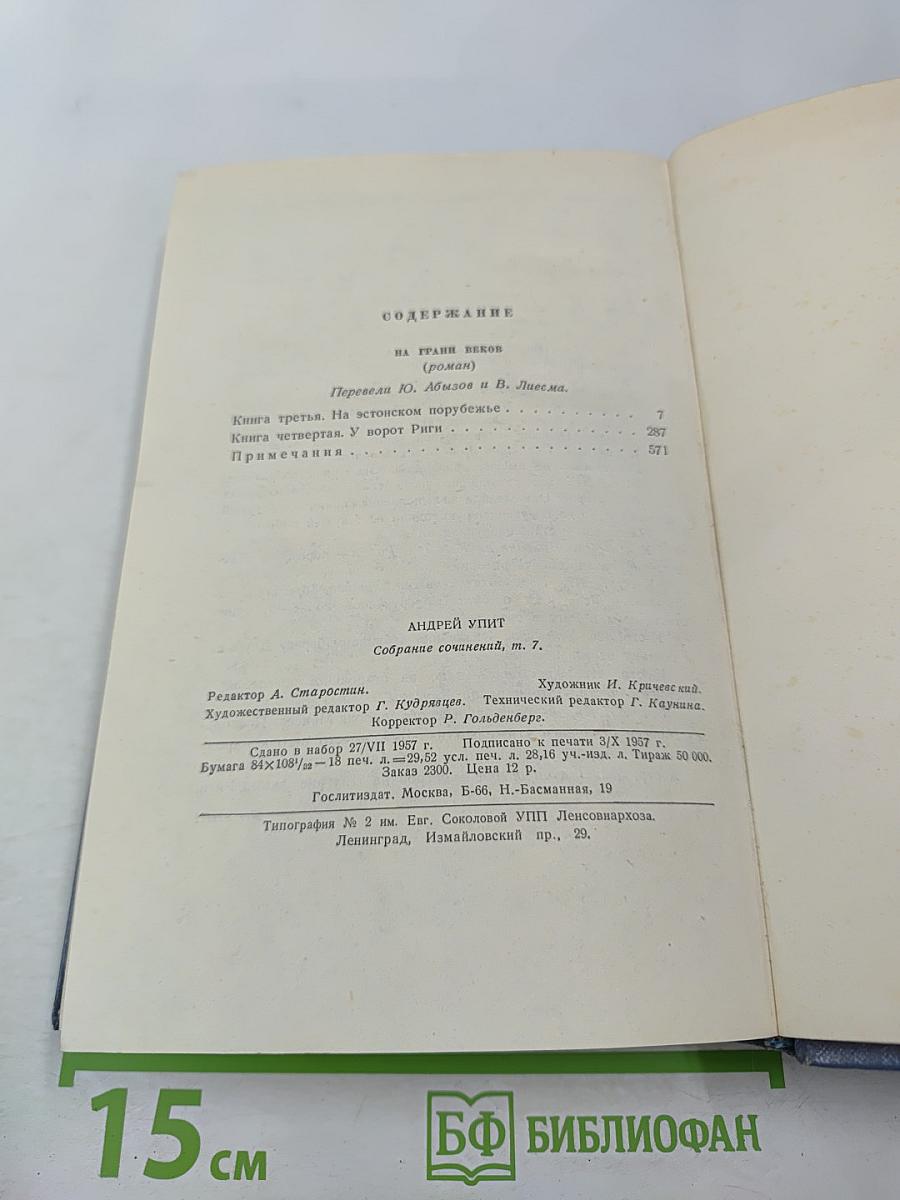 СОДЕРЖАНИЕ
НА ГРАНИ ВЕКОВ
(роман)
Перевели Ю. Абызов и В. Лиесма.
Книга третья. На эстонском порубежье . . . . . . . . . . 7
Книга четвертая. У ворот Риги . . . . . . . . . . . . . . 287
Примечания . . . . . . . . . . . . . . . . . . . . . 571
АНДРЕЙ УПИТ
Собрание сочинений, т. 7.
Редактор А. Старостин. Художник И. Кричевский.
Художественный редактор Г. Кудрявцев. Технический редактор Г. Каунина.
Корректор Р. Гольденберг.
Сдано в набор 27/VII 1957 г. Подписано к печати 3/X 1957 г.
Бумага 84×108¹/₃₂—18 печ. л.=29,52 усл. печ. л. 28,16 уч.-изд. л. Тираж 50 000.
Заказ 2300. Цена 12 р.
Гослитиздат. Москва, Б-66, Н.-Басманная, 19
Типография № 2 им. Евг. Соколовой УПП Ленсовнархоза.
Ленинград, Измайловский пр., 29.
15 см
БФ БИБЛИОФАН